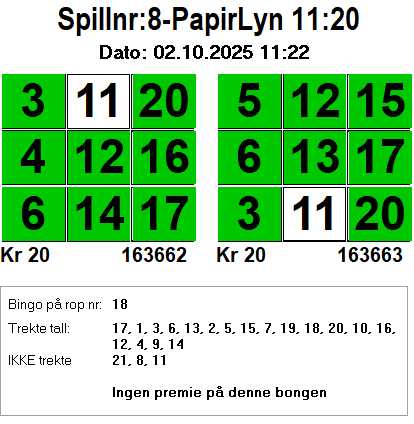 Spillnr:8-PapirLyn 11:20
Dato: 02.10.2025 11:22
3 11 20 5 12 15
4 12 16 6 13 17
6 14 17 3 11 20
Kr 20 163662 Kr 20 163663
Bingo på rop nr: 18
Trekte tall: 17, 1, 3, 6, 13, 2, 5, 15, 7, 19, 18, 20, 10, 16,
12, 4, 9, 14
IKKE trekte 21, 8, 11
Ingen premie på denne bongen